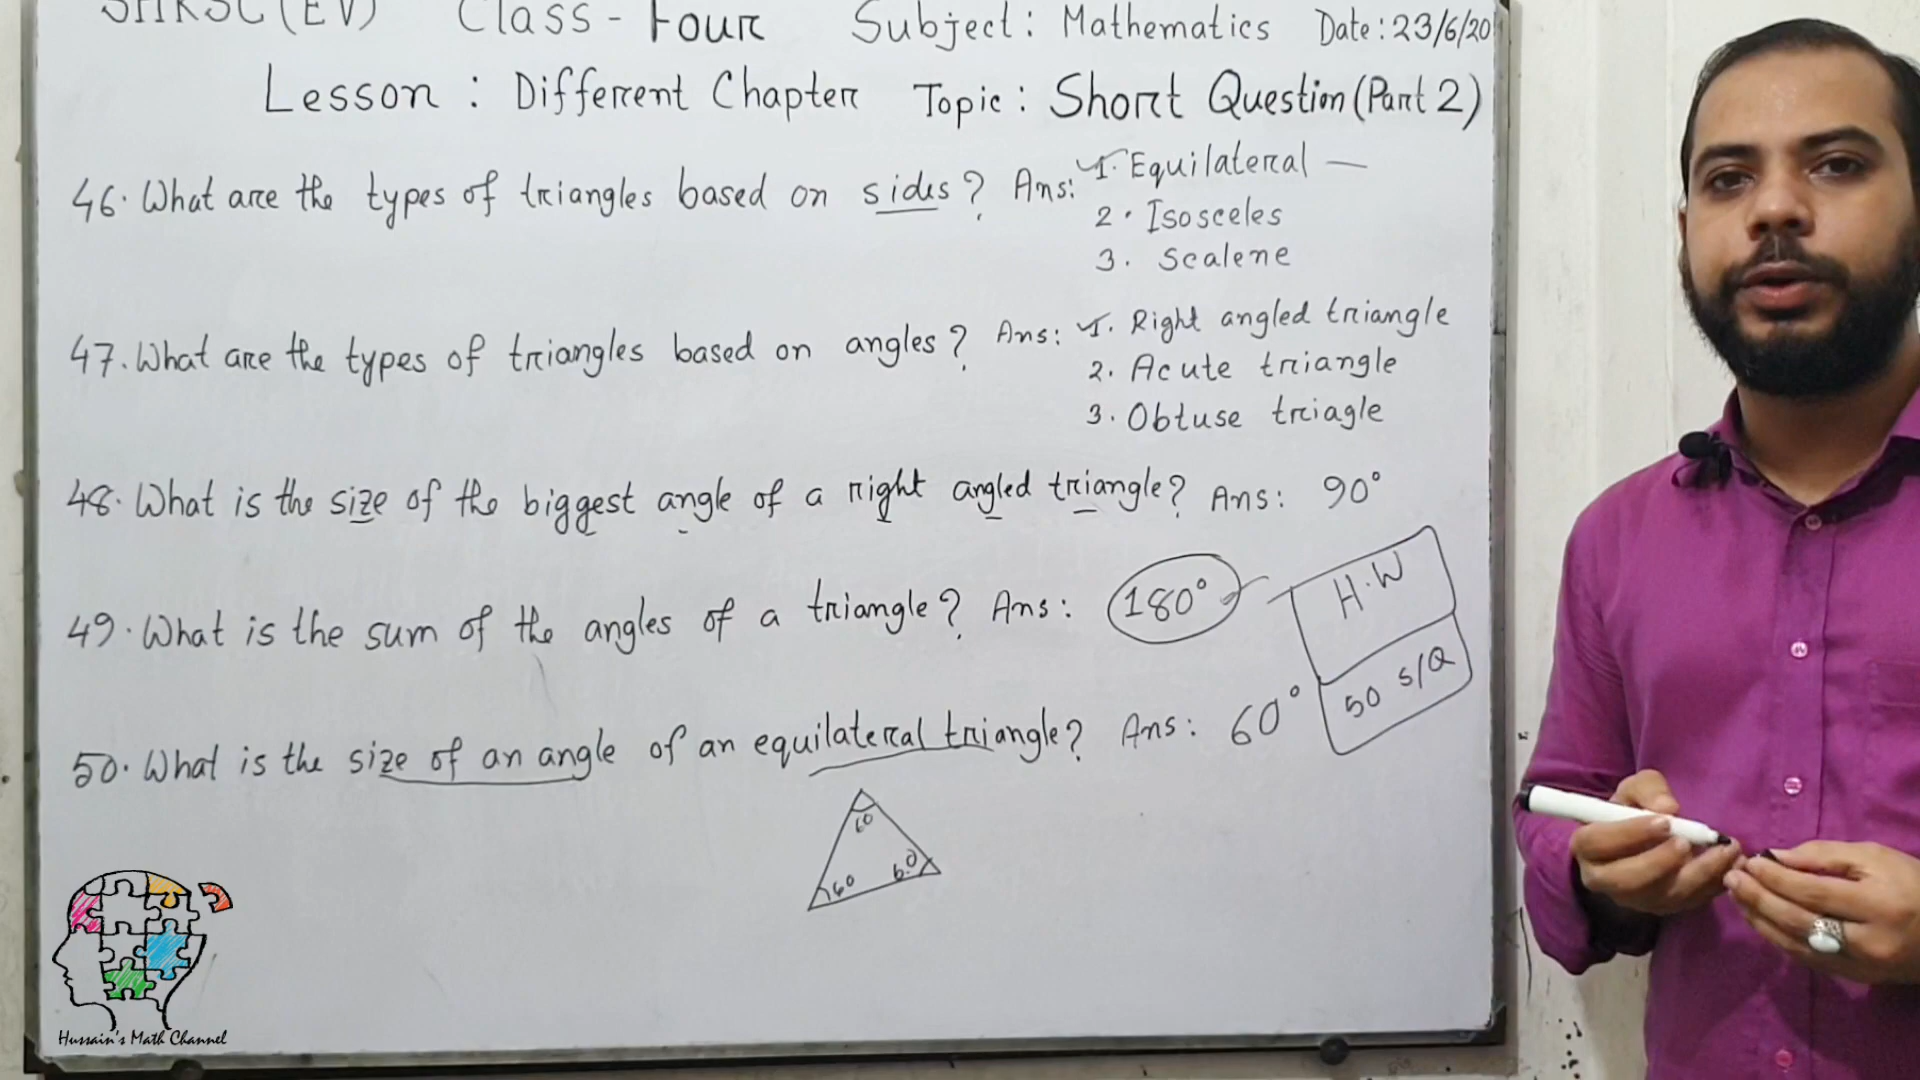 SHKSC (EV) Class - Four Subject: Mathematics Date: 23/6/20
Lesson : Different Chapter Topic : Short Question (Part 2)
46. What are the types of triangles based on sides? Ans: 1. Equilateral
2. Isosceles
3. Scalene
47. What are the types of triangles based on angles? Ans: 1. Right angled triangle
2. Acute triangle
3. Obtuse triagle
48. What is the size of the biggest angle of a right angled triangle? Ans: 90°
49. What is the sum of the angles of a triangle? Ans: 180°
H.W
50 S/Q
50. What is the size of an angle of an equilateral triangle? Ans: 60°
60
60
60
Hussain's Math Channel